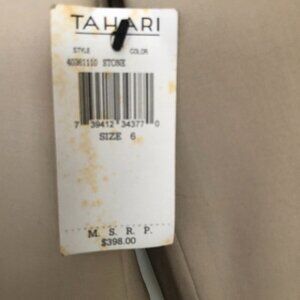 TAHARI
STYLE COLOR
40361110 STONE
7 39412 34377 0
SIZE 6
M. S. R. P.
$398.00